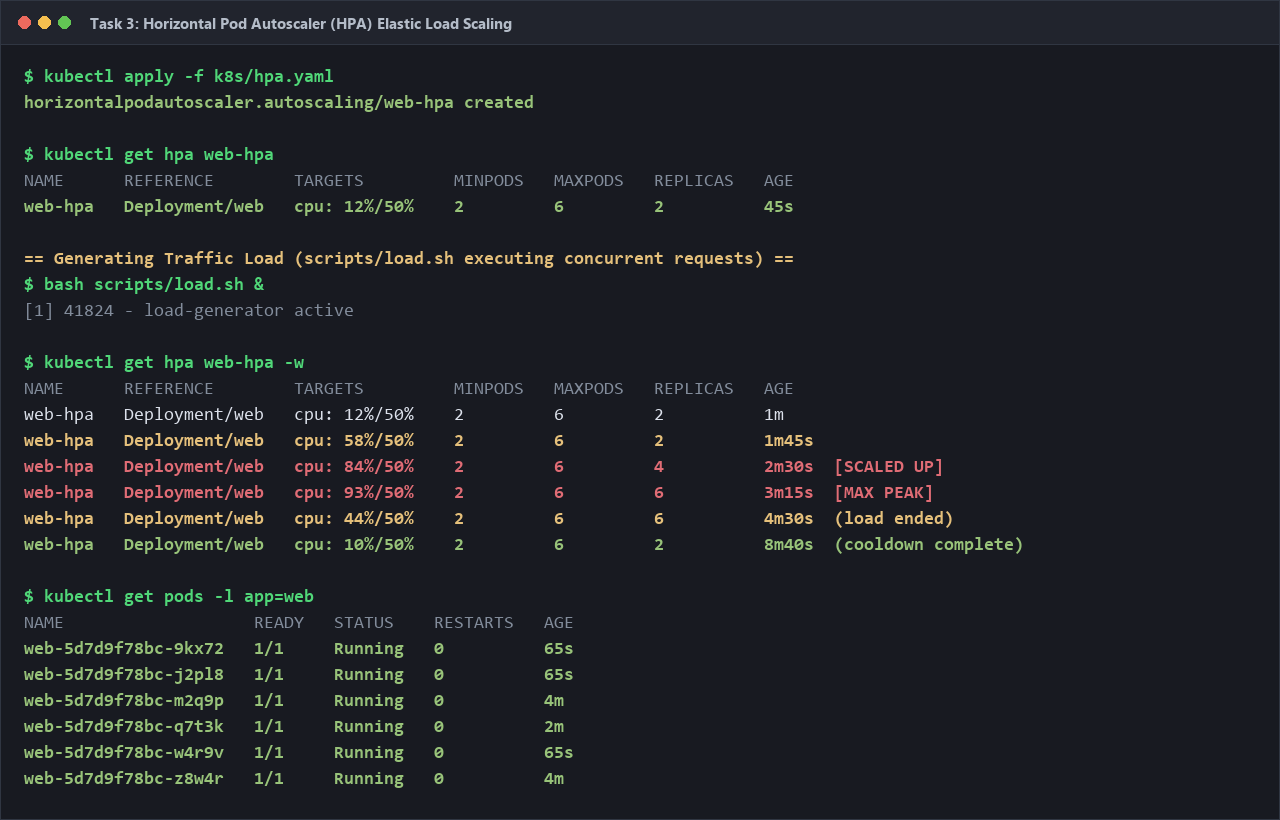 Task 3: Horizontal Pod Autoscaler (HPA) Elastic Load Scaling
$ kubectl apply -f k8s/hpa.yaml
horizontalpodautoscaler.autoscaling/web-hpa created
$ kubectl get hpa web-hpa
NAME      REFERENCE        TARGETS         MINPODS   MAXPODS   REPLICAS   AGE
web-hpa   Deployment/web   cpu: 12%/50%    2         6         2          45s
== Generating Traffic Load (scripts/load.sh executing concurrent requests) ==
$ bash scripts/load.sh &
[1] 41824 - load-generator active
$ kubectl get hpa web-hpa -w
NAME      REFERENCE        TARGETS         MINPODS   MAXPODS   REPLICAS   AGE
web-hpa   Deployment/web   cpu: 12%/50%    2         6         2          1m
web-hpa   Deployment/web   cpu: 58%/50%    2         6         2          1m45s
web-hpa   Deployment/web   cpu: 84%/50%    2         6         4          2m30s  [SCALED UP]
web-hpa   Deployment/web   cpu: 93%/50%    2         6         6          3m15s  [MAX PEAK]
web-hpa   Deployment/web   cpu: 44%/50%    2         6         6          4m30s  (load ended)
web-hpa   Deployment/web   cpu: 10%/50%    2         6         2          8m40s  (cooldown complete)
$ kubectl get pods -l app=web
NAME                   READY   STATUS    RESTARTS   AGE
web-5d7d9f78bc-9kx72   1/1     Running   0          65s
web-5d7d9f78bc-j2pl8   1/1     Running   0          65s
web-5d7d9f78bc-m2q9p   1/1     Running   0          4m
web-5d7d9f78bc-q7t3k   1/1     Running   0          2m
web-5d7d9f78bc-w4r9v   1/1     Running   0          65s
web-5d7d9f78bc-z8w4r   1/1     Running   0          4m